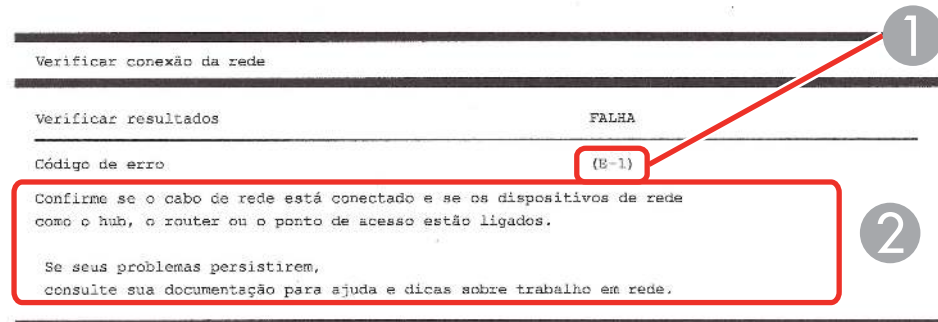 1
Verificar conexão da rede
Verificar resultados FALHA
Código de erro (E-1)
Confirme se o cabo de rede está conectado e se os dispositivos de rede
como o hub, o router ou o ponto de acesso estão ligados.
2
Se seus problemas persistirem,
consulte sua documentação para ajuda e dicas sobre trabalho em rede.